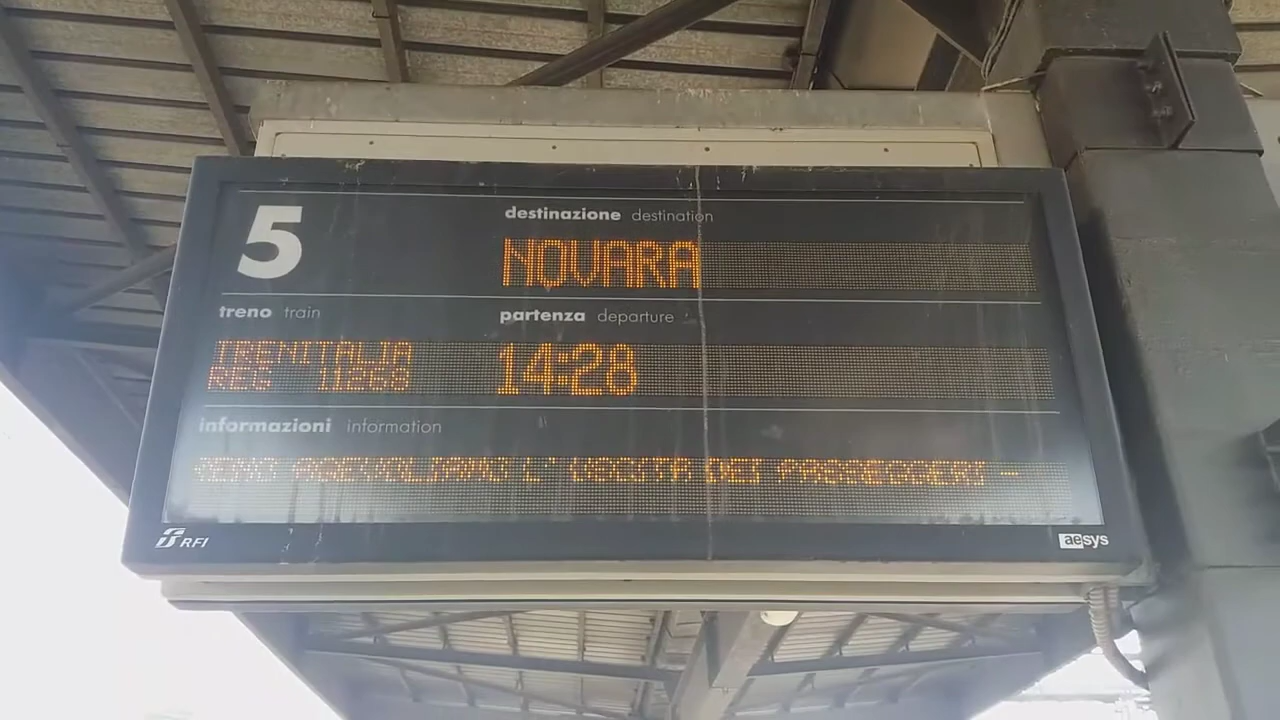 5
destinazione destination
NOVARA
treno train
partenza departure
TRENITALIA
REG 11268
14:28
informazioni information
L' USCITA DEI PASSEGGERI -
RFI
aesys